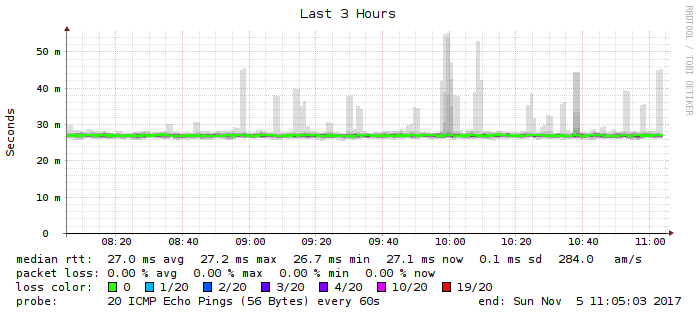 Last 3 Hours
RRDTOOL / TOBI OETIKER
Seconds
50 m
40 m
30 m
20 m
10 m
0
08:20 08:40 09:00 09:20 09:40 10:00 10:20 10:40 11:00
median rtt: 27.0 ms avg 27.2 ms max 26.7 ms min 27.1 ms now 0.1 ms sd 284.0 am/s
packet loss: 0.00 % avg 0.00 % max 0.00 % min 0.00 % now
loss color: 0 1/20 2/20 3/20 4/20 10/20 19/20
probe: 20 ICMP Echo Pings (56 Bytes) every 60s end: Sun Nov 5 11:05:03 2017